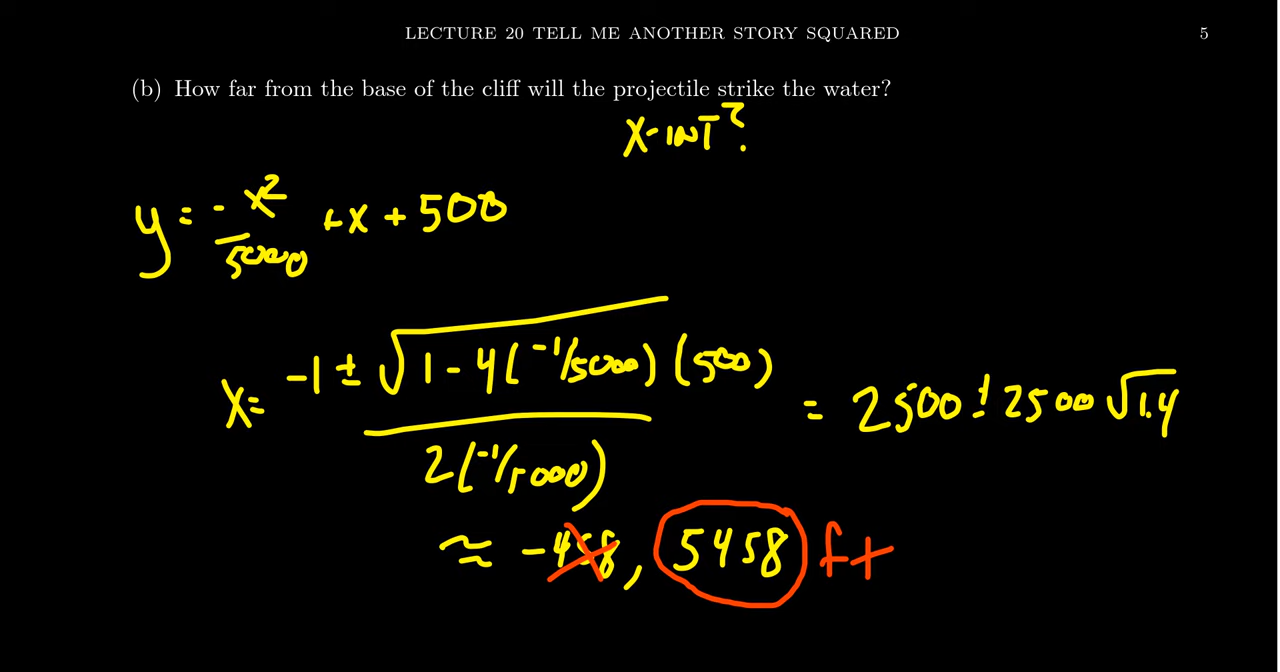 LECTURE 20 TELL ME ANOTHER STORY SQUARED 5
(b) How far from the base of the cliff will the projectile strike the water?
X-INT?
y = -x²/5000 + x + 500
x = (-1 ± √(1 - 4(-1/5000)(500))) / (2(-1/5000)) = 2500 ± 2500 √1.4
≈ -458, 5458 ft